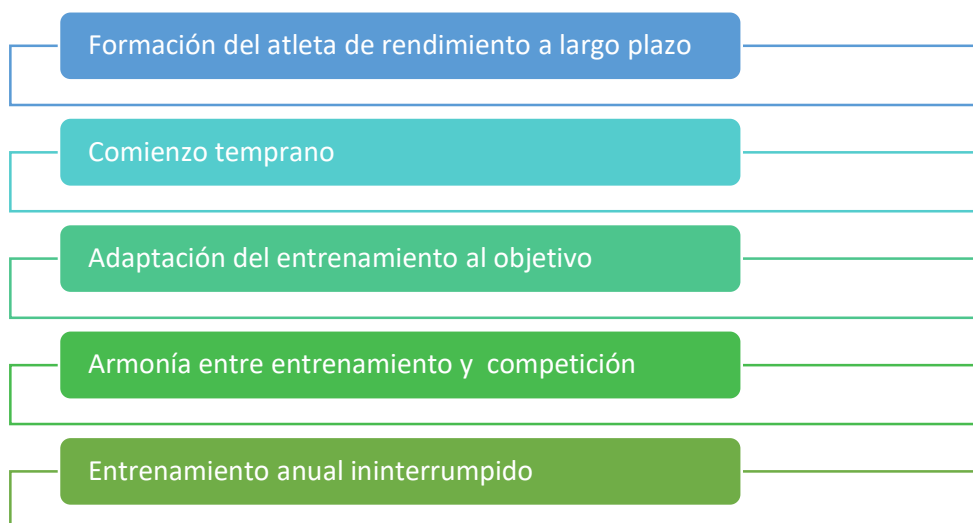 Formación del atleta de rendimiento a largo plazo
Comienzo temprano
Adaptación del entrenamiento al objetivo
Armonía entre entrenamiento y  competición
Entrenamiento anual ininterrumpido